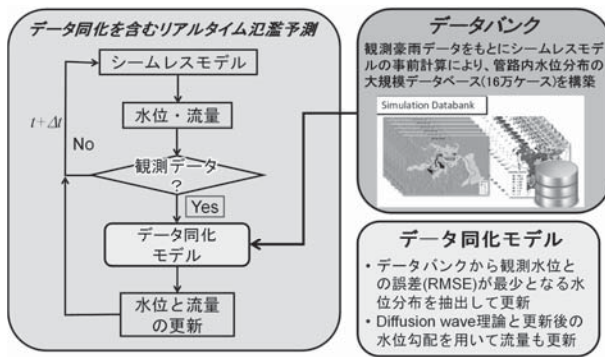 データ同化を含むリアルタイム氾濫予測
シームレスモデル
水位・流量
t+Δt
No
観測データ
?
Yes
データ同化
モデル
水位と流量
の更新
データバンク
観測豪雨データをもとにシームレスモデ
ルの事前計算により、管路内水位分布の
大規模データベース(16万ケース)を構築
Simulation Databank
データ同化モデル
• データバンクから観測水位と
の誤差(RMSE)が最少となる水
位分布を抽出して更新
• Diffusion wave理論と更新後の
水位勾配を用いて流量も更新